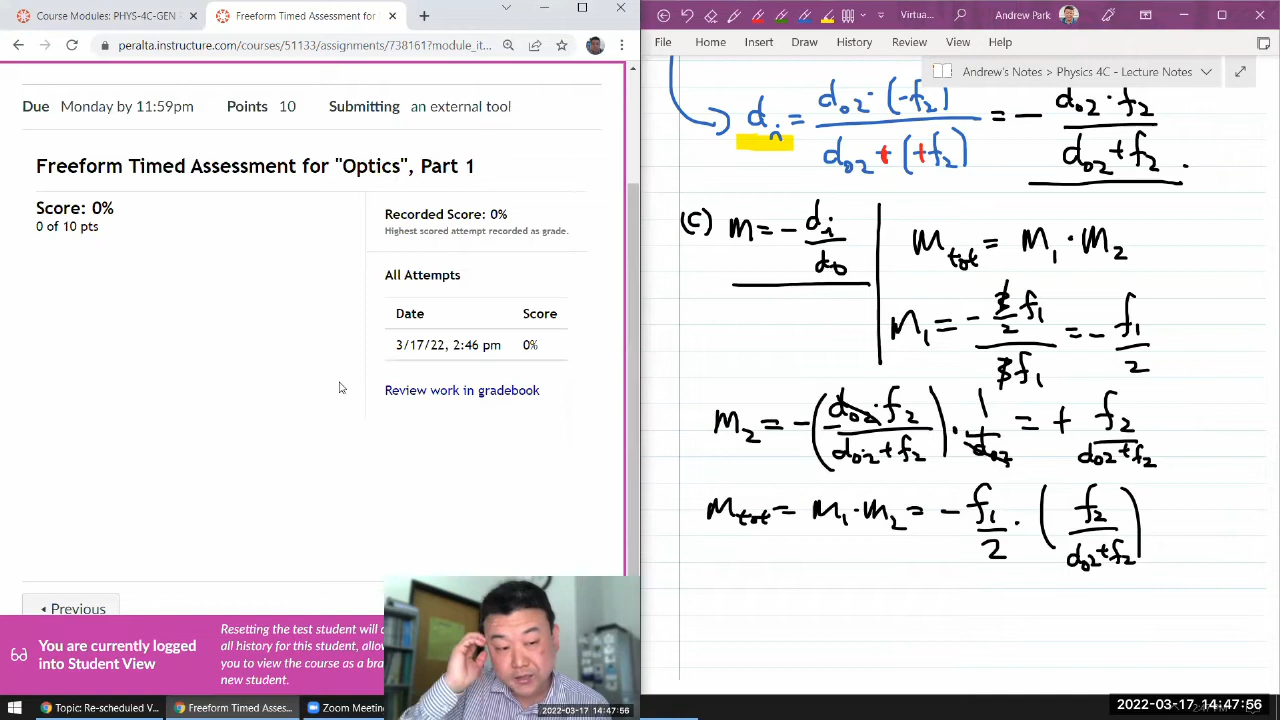 Course Modules: PHYS-4C-GEN
Freeform Timed Assessment for "O
Virtua...
Andrew Park
peralta.instructure.com/courses/51133/assignments/738161?module_it...
File Home Insert Draw History Review View Help
Andrew's Notes > Physics 4C - Lecture Notes
Due Monday by 11:59pm Points 10 Submitting an external tool
Freeform Timed Assessment for "Optics", Part 1
Score: 0%
0 of 10 pts
Recorded Score: 0%
Highest scored attempt recorded as grade.
All Attempts
Date Score
3/17/22, 2:46 pm 0%
Review work in gradebook
Previous
You are currently logged into Student View
Resetting the test student will c
all history for this student, allow
you to view the course as a bra
new student.
di = do2·(-f2) / do2+(+f2) = - do2·f2 / do2+f2.
(c) m = - di/do
Mtot = M1·M2
M1 = - 3/2 f1 / 3f1 = - f1/2
M2 = -(-do2·f2 / do2+f2)·1/do2 = + f2 / do2+f2
Mtot = M1·M2 = - f1/2·(f2 / do2+f2)
Topic: Re-scheduled V...
Freeform Timed Asses...
Zoom Meetin
2022-03-17 14:47:56
2022-03-17 14:47:56